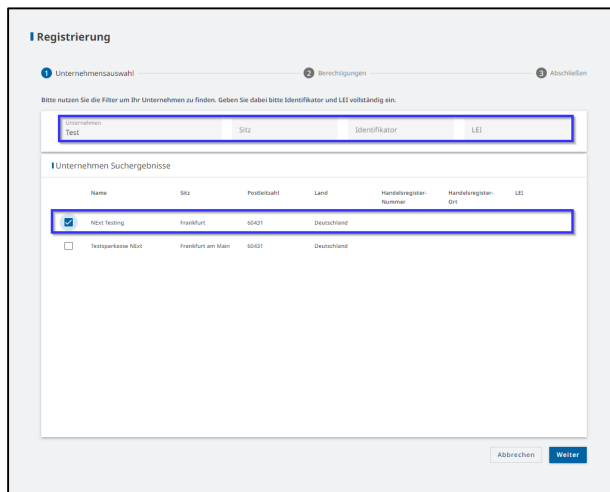 Registrierung
1 Unternehmensauswahl 2 Berechtigungen 3 Abschließen
Bitte nutzen Sie die Filter um Ihr Unternehmen zu finden. Geben Sie dabei bitte Identifikator und LEI vollständig ein.
Unternehmen
Test Sitz Identifikator LEI
Unternehmen Suchergebnisse
Name Sitz Postleitzahl Land Handelsregister-Nummer Handelsregister-Ort LEI
NExt Testing Frankfurt 60431 Deutschland
Testsparkasse NExt Frankfurt am Main 60431 Deutschland
Abbrechen Weiter